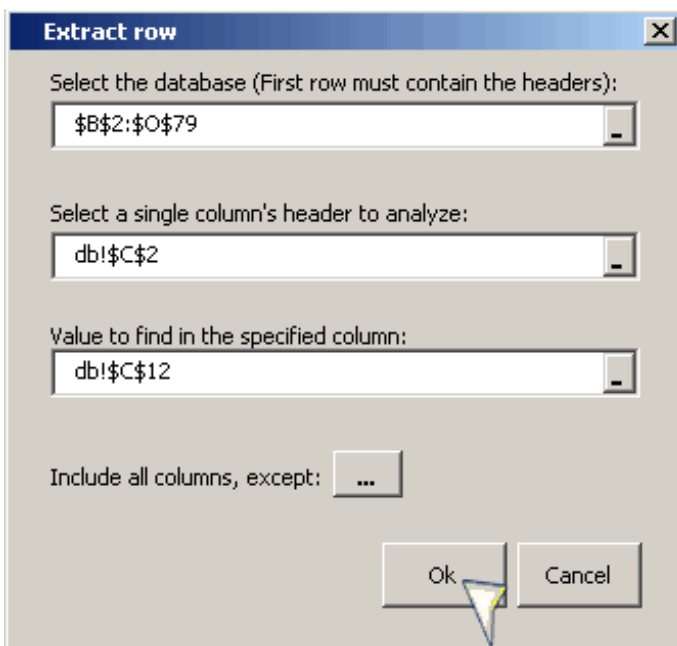 Extract row
Select the database (First row must contain the headers):
$B$2:$O$79
Select a single column's header to analyze:
db!$C$2
Value to find in the specified column:
db!$C$12
Include all columns, except: ...
Ok Cancel